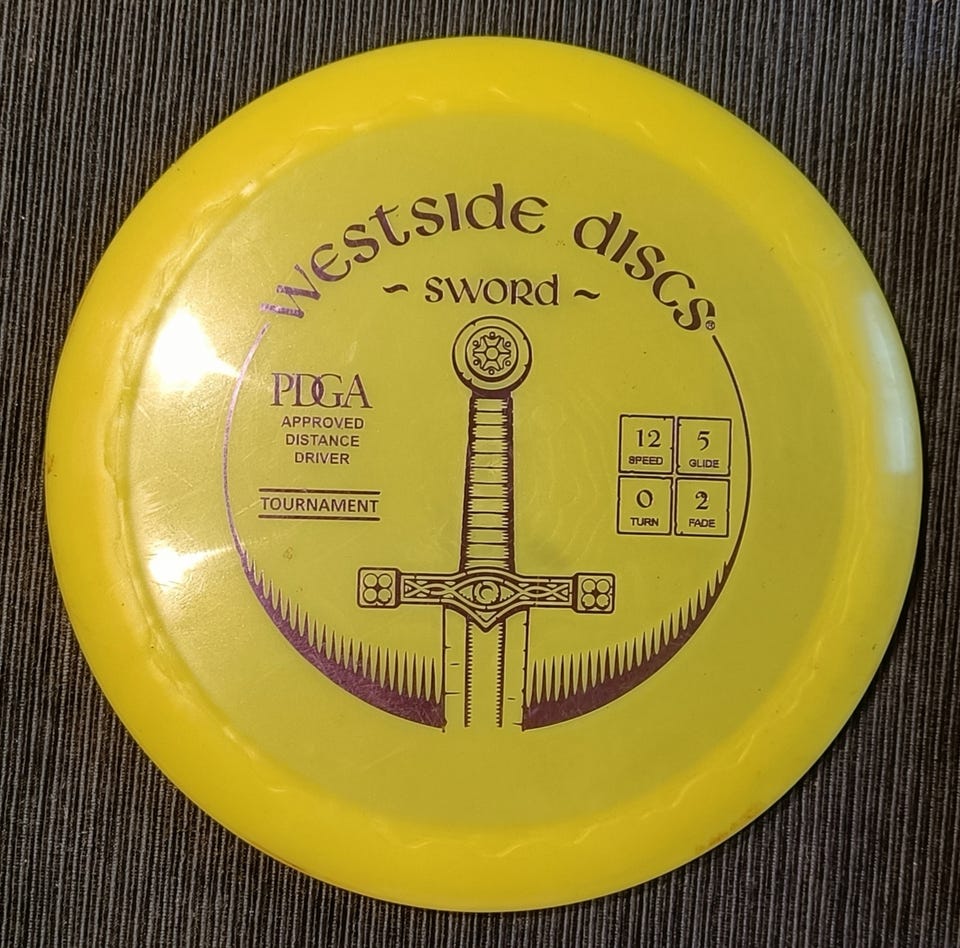 westside discs®
~ sword ~
PDGA
APPROVED
DISTANCE
DRIVER
TOURNAMENT
12 5
SPEED GLIDE
0 2
TURN FADE